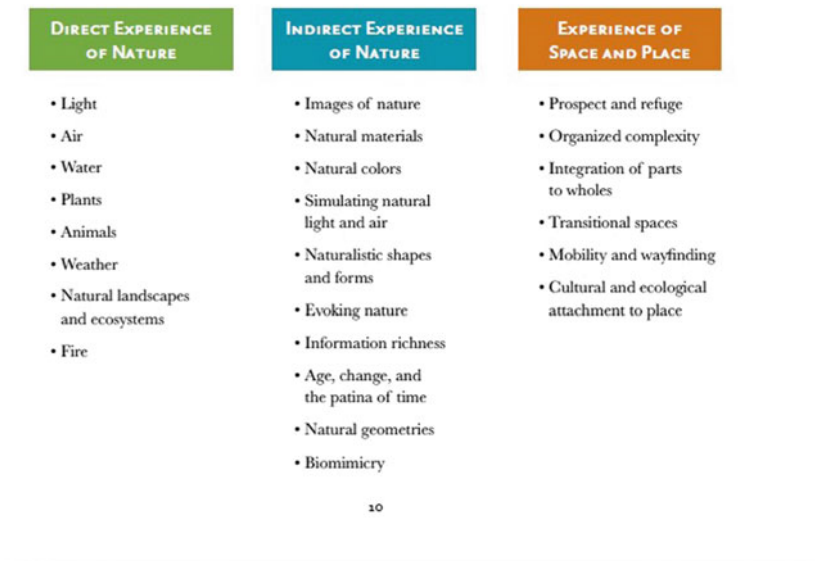 DIRECT EXPERIENCE
OF NATURE
• Light
• Air
• Water
• Plants
• Animals
• Weather
• Natural landscapes
and ecosystems
• Fire
INDIRECT EXPERIENCE
OF NATURE
• Images of nature
• Natural materials
• Natural colors
• Simulating natural
light and air
• Naturalistic shapes
and forms
• Evoking nature
• Information richness
• Age, change, and
the patina of time
• Natural geometries
• Biomimicry
EXPERIENCE OF
SPACE AND PLACE
• Prospect and refuge
• Organized complexity
• Integration of parts
to wholes
• Transitional spaces
• Mobility and wayfinding
• Cultural and ecological
attachment to place
10